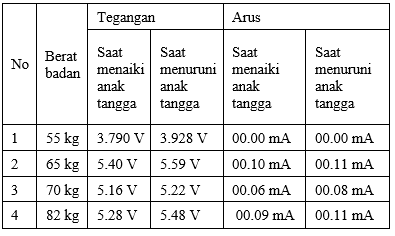 No Berat badan Tegangan Arus
Saat menaiki anak tangga Saat menuruni anak tangga Saat menaiki anak tangga Saat menuruni anak tangga
1 55 kg 3.790 V 3.928 V 00.00 mA 00.00 mA
2 65 kg 5.40 V 5.59 V 00.10 mA 00.11 mA
3 70 kg 5.16 V 5.22 V 00.06 mA 00.08 mA
4 82 kg 5.28 V 5.48 V 00.09 mA 00.11 mA